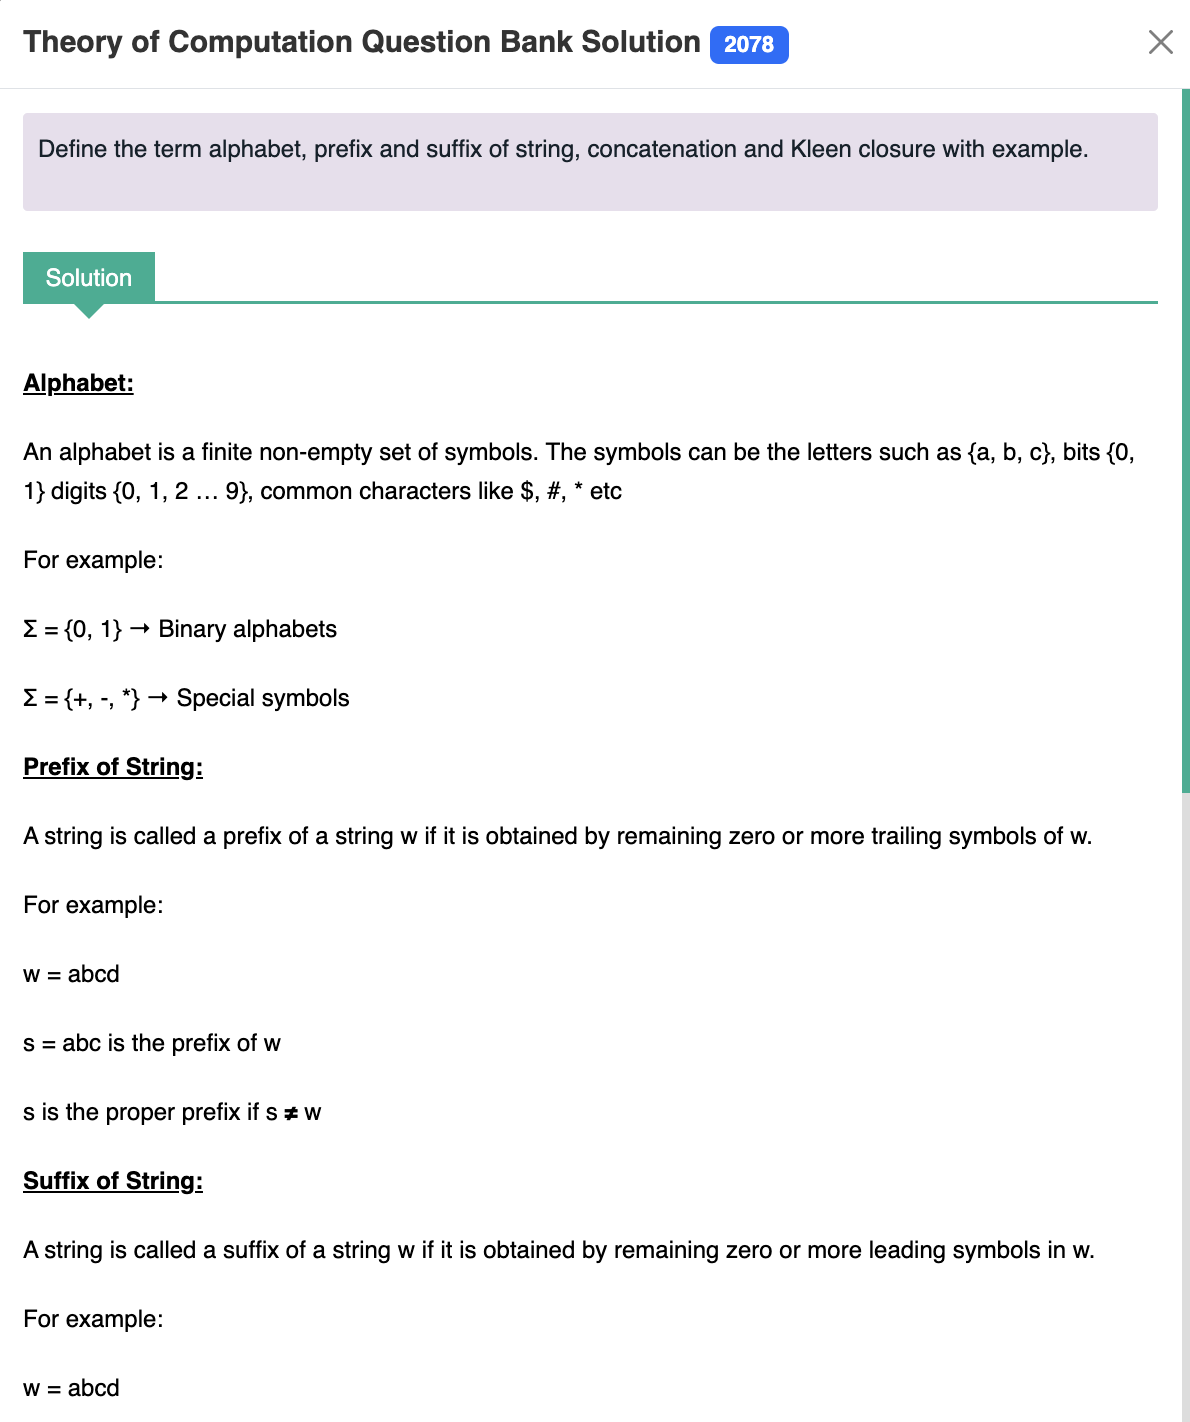 Theory of Computation Question Bank Solution 2078
Define the term alphabet, prefix and suffix of string, concatenation and Kleen closure with example.
Solution
Alphabet:
An alphabet is a finite non-empty set of symbols. The symbols can be the letters such as {a, b, c}, bits {0,
1} digits {0, 1, 2 … 9}, common characters like $, #, * etc
For example:
Σ = {0, 1} → Binary alphabets
Σ = {+, -, *} → Special symbols
Prefix of String:
A string is called a prefix of a string w if it is obtained by remaining zero or more trailing symbols of w.
For example:
w = abcd
s = abc is the prefix of w
s is the proper prefix if s ≠ w
Suffix of String:
A string is called a suffix of a string w if it is obtained by remaining zero or more leading symbols in w.
For example:
w = abcd